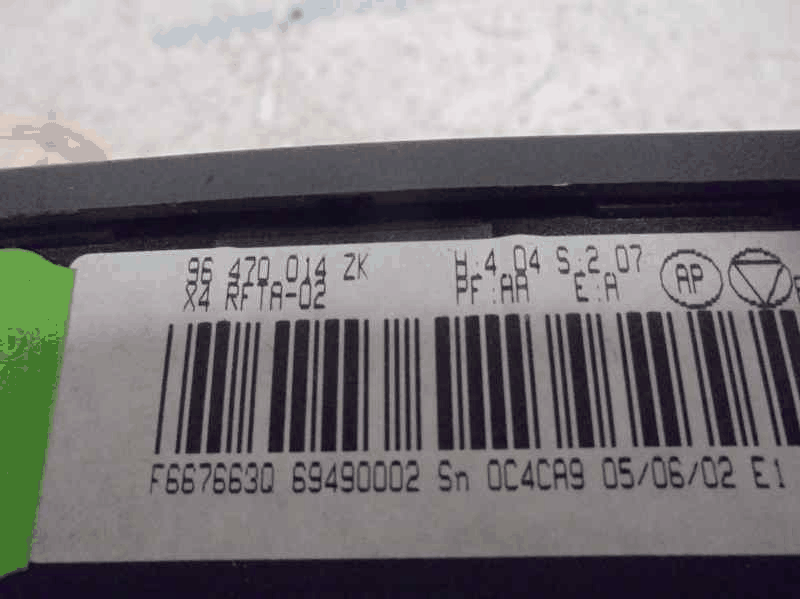 96 470 014 ZK H:4.04 S:2.07
X4 RFTA-02 PF:AA E:A
AP
F667663Q 69490002 Sn 0C4CA9 05/06/02 E1